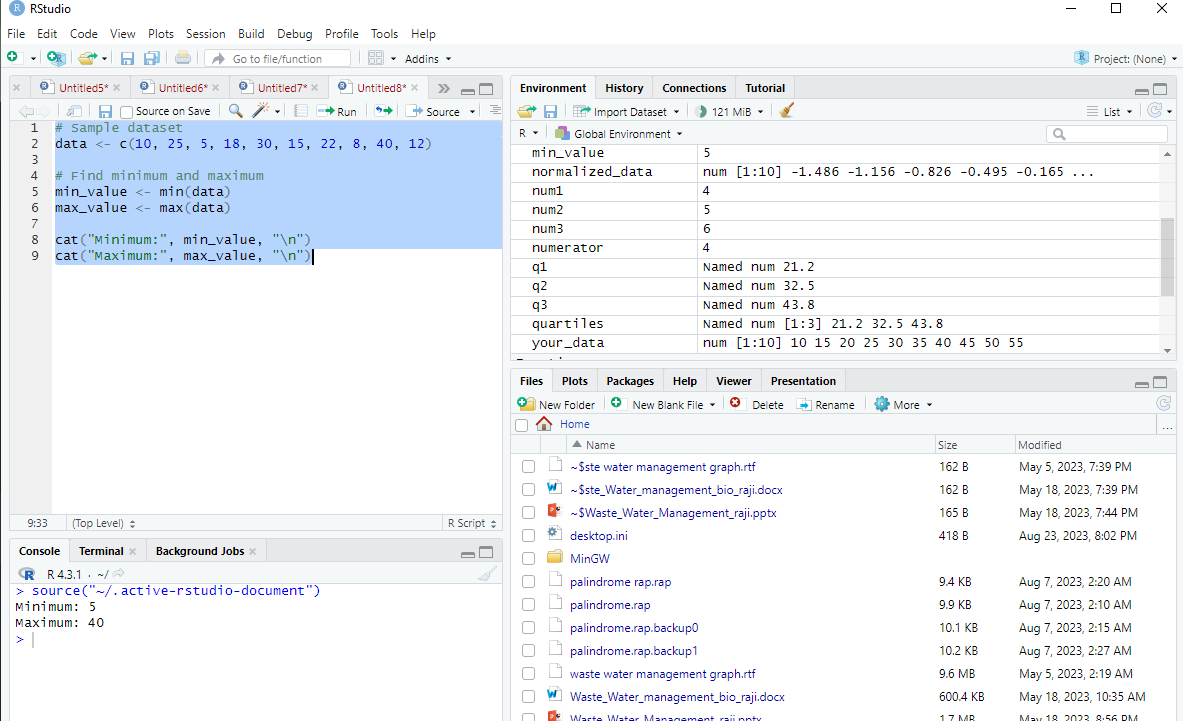 RStudio
File Edit Code View Plots Session Build Debug Profile Tools Help
Go to file/function Addins Project: (None)
Untitled5* Untitled6* Untitled7* Untitled8*
Source on Save Run Source
1 # Sample dataset
2 data <- c(10, 25, 5, 18, 30, 15, 22, 8, 40, 12)
3
4 # Find minimum and maximum
5 min_value <- min(data)
6 max_value <- max(data)
7
8 cat("Minimum:", min_value, "\n")
9 cat("Maximum:", max_value, "\n")
9:33 (Top Level) R Script
Console Terminal Background Jobs
R 4.3.1 . ~/
> source("~/.active-rstudio-document")
Minimum: 5
Maximum: 40
>
Environment History Connections Tutorial
Import Dataset 121 MiB List
R Global Environment
min_value 5
normalized_data num [1:10] -1.486 -1.156 -0.826 -0.495 -0.165 ...
num1 4
num2 5
num3 6
numerator 4
q1 Named num 21.2
q2 Named num 32.5
q3 Named num 43.8
quartiles Named num [1:3] 21.2 32.5 43.8
your_data num [1:10] 10 15 20 25 30 35 40 45 50 55
Files Plots Packages Help Viewer Presentation
New Folder New Blank File Delete Rename More
Home ...
Name Size Modified
~$ste water management graph.rtf 162 B May 5, 2023, 7:39 PM
~$ste_Water_management_bio_raji.docx 162 B May 18, 2023, 7:39 PM
~$Waste_Water_Management_raji.pptx 165 B May 18, 2023, 7:44 PM
desktop.ini 418 B Aug 23, 2023, 8:02 PM
MinGW
palindrome rap.rap 9.4 KB Aug 7, 2023, 2:20 AM
palindrome.rap 9.9 KB Aug 7, 2023, 2:10 AM
palindrome.rap.backup0 10.1 KB Aug 7, 2023, 2:15 AM
palindrome.rap.backup1 10.2 KB Aug 7, 2023, 2:27 AM
waste water management graph.rtf 9.6 MB May 5, 2023, 2:19 AM
Waste_Water_management_bio_raji.docx 600.4 KB May 18, 2023, 10:35 AM
Waste_Water_Management_raji.pptx 1.7 MB May 18, 2023, 8:56 PM